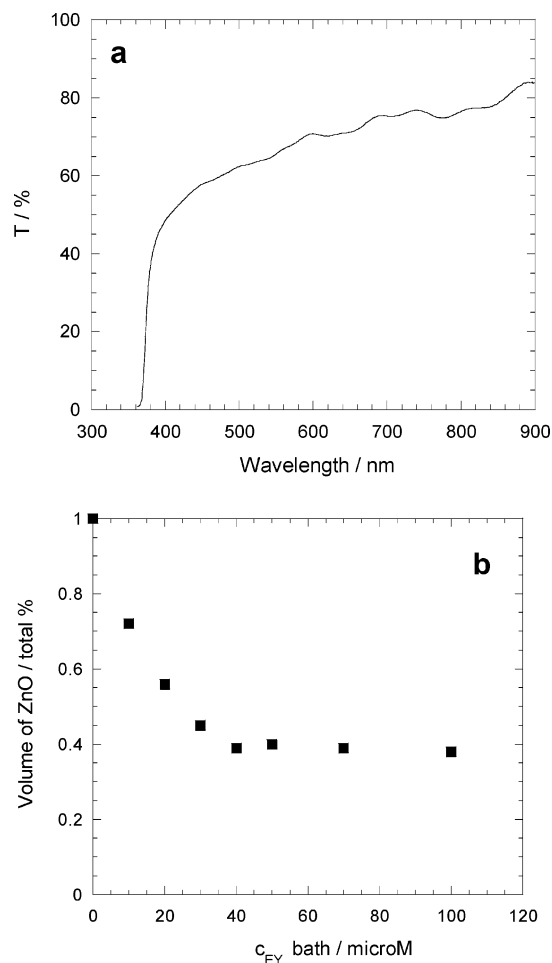 a
100
80
60
40
20
0
T / %
300 400 500 600 700 800 900
Wavelength / nm
b
1
0.8
0.6
0.4
0.2
0
Volume of ZnO / total %
0 20 40 60 80 100 120
c_EY bath / microM